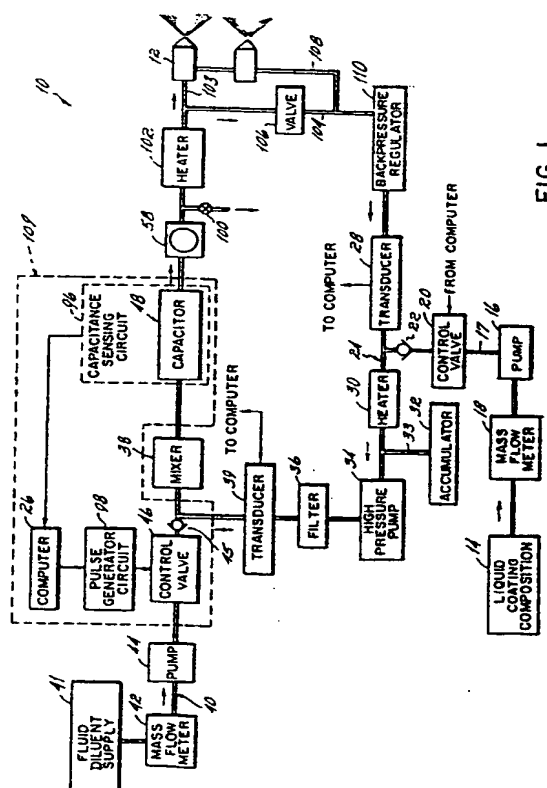 10
41
FLUID
DILUENT
SUPPLY
42
MASS
FLOW
METER
40
44
PUMP
26
COMPUTER
98
PULSE
GENERATOR
CIRCUIT
46
CONTROL
VALVE
45
109
96
CAPACITANCE
SENSING
CIRCUIT
48
CAPACITOR
38
MIXER
58
100
102
HEATER
103
12
108
106
VALVE
104
110
BACKPRESSURE
REGULATOR
39
TRANSDUCER
TO COMPUTER
36
FILTER
34
HIGH
PRESSURE
PUMP
33
32
ACCUMULATOR
30
HEATER
24
28
TRANSDUCER
TO COMPUTER
22
20
CONTROL
VALVE
FROM COMPUTER
17
16
PUMP
18
MASS
FLOW
METER
14
LIQUID
COATING
COMPOSITION
FIG. 1